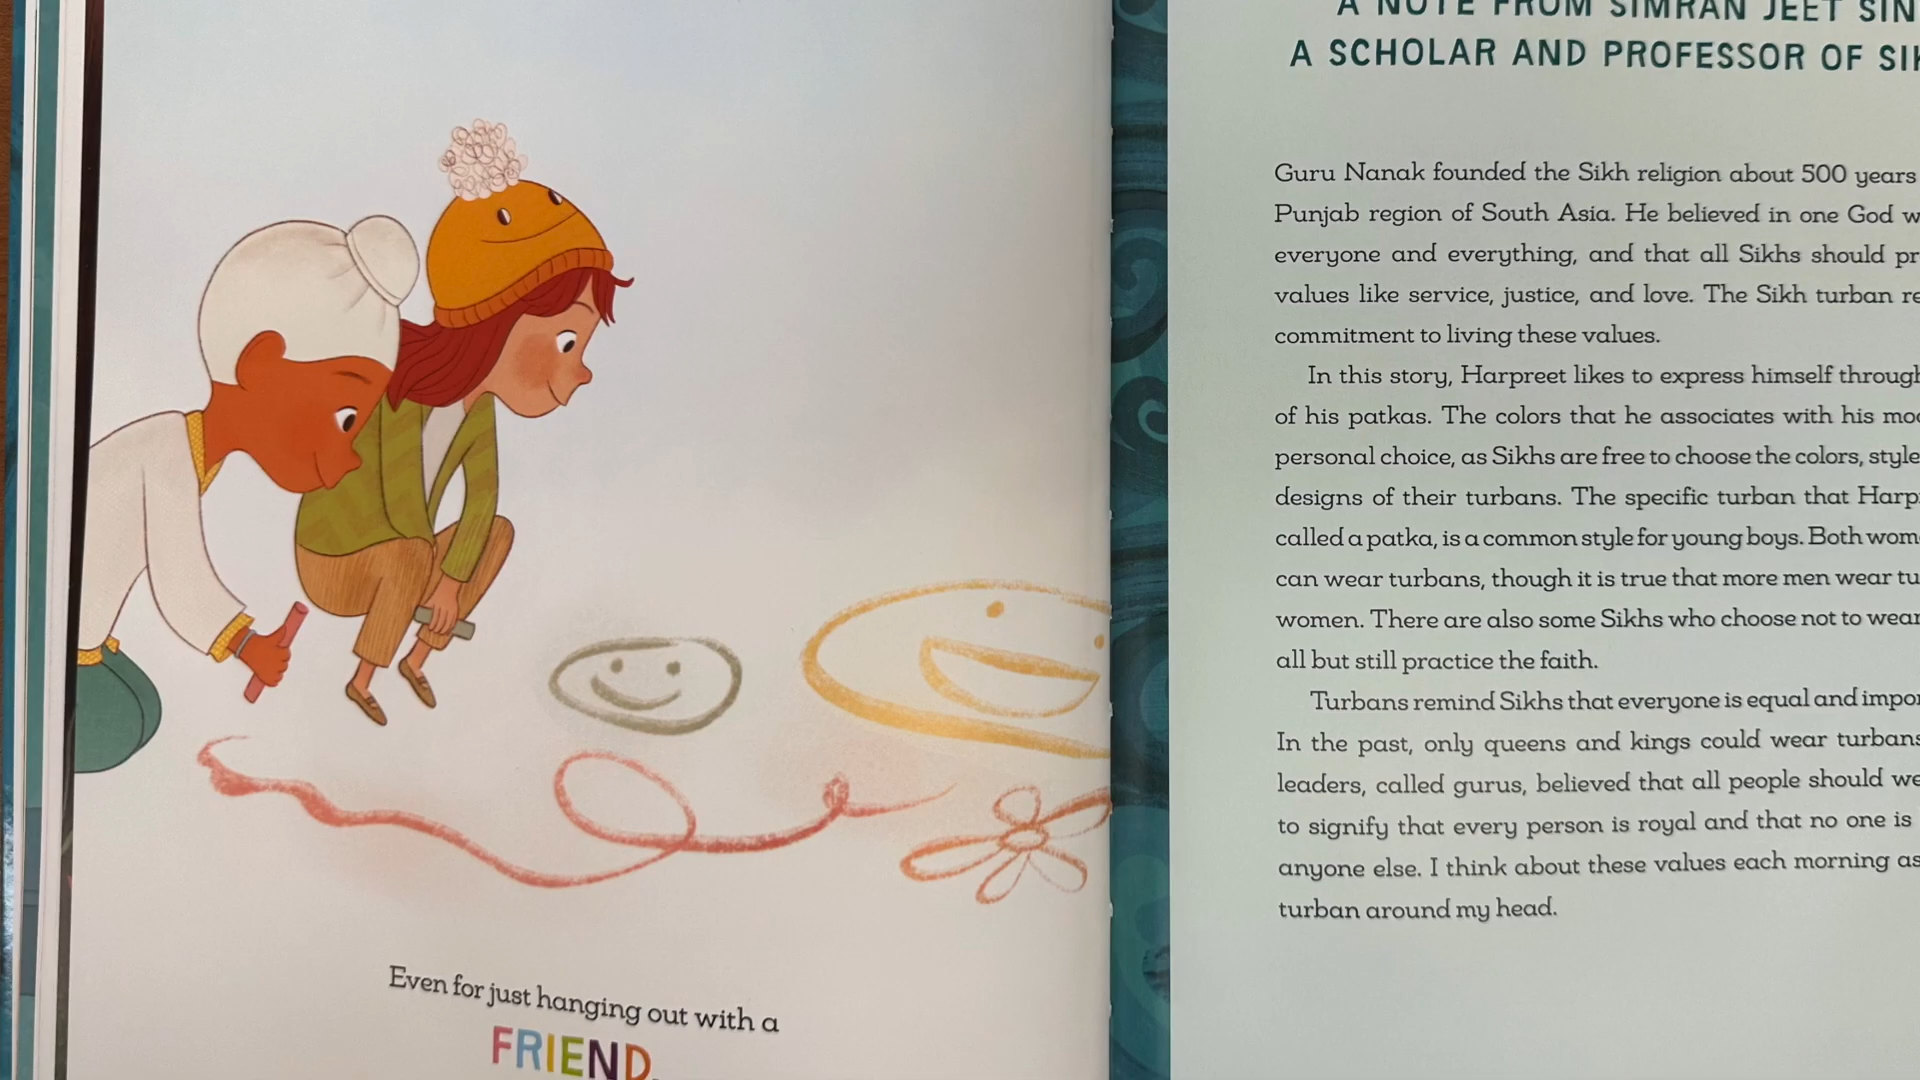 Even for just hanging out with a
FRIEND.
A NOTE FROM SIMRAN JEET
A SCHOLAR AND PROFESSOR OF
Guru Nanak founded the Sikh religion about 500 years
Punjab region of South Asia. He believed in one God
everyone and everything, and that all Sikhs should
values like service, justice, and love. The Sikh turban
commitment to living these values.
In this story, Harpreet likes to express himself
of his patkas. The colors that he associates with his
personal choice, as Sikhs are free to choose the colors,
designs of their turbans. The specific turban that
called a patka, is a common style for young boys. Both
can wear turbans, though it is true that more men wear
women. There are also some Sikhs who choose not to
all but still practice the faith.
Turbans remind Sikhs that everyone is equal and
In the past, only queens and kings could wear
leaders, called gurus, believed that all people should
to signify that every person is royal and that no one is
anyone else. I think about these values each morning
turban around my head.